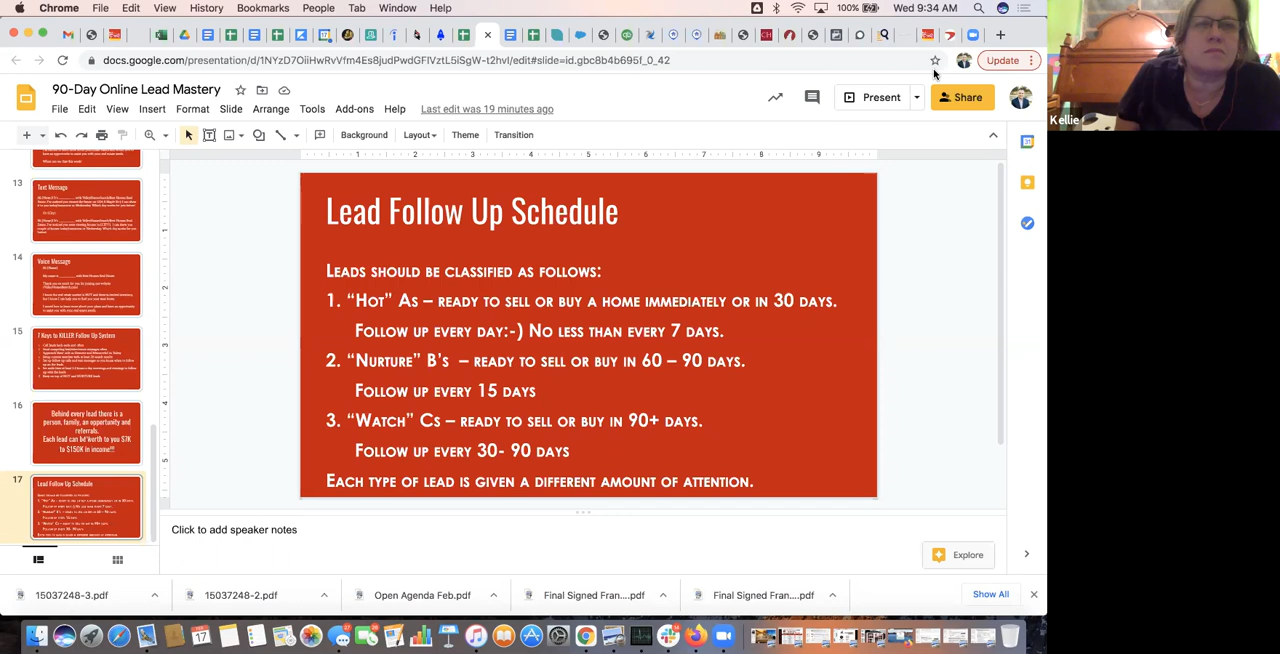 Chrome File Edit View History Bookmarks People Tab Window Help 100% Wed 9:34 AM
docs.google.com/presentation/d/1NYzD7OiiHwRvVfm4Es8judPwdGFIVztL5iSgW-t2hvI/edit#slide=id.gbc8b4b695f_0_42
Update
90-Day Online Lead Mastery
File Edit View Insert Format Slide Arrange Tools Add-ons Help Last edit was 19 minutes ago
Present
Share
Kellie
Background Layout Theme Transition
1 2 3 4 5 6 7 8 9
13
Text Message
14
Voice Message
15
7 Keys to KILLER Follow Up System
16
Behind every lead there is a
person, family, an opportunity and
referrals.
Each lead can be worth to you $7K
to $150K in income!!!
17
Lead Follow Up Schedule
Lead Follow Up Schedule
Leads should be classified as follows:
1. “Hot” As – ready to sell or buy a home immediately or in 30 days.
Follow up every day:-) No less than every 7 days.
2. “Nurture” B's – ready to sell or buy in 60 – 90 days.
Follow up every 15 days
3. “Watch” Cs – ready to sell or buy in 90+ days.
Follow up every 30- 90 days
Each type of lead is given a different amount of attention.
Click to add speaker notes
Explore
15037248-3.pdf
15037248-2.pdf
Open Agenda Feb.pdf
Final Signed Fran....pdf
Final Signed Fran....pdf
Show All